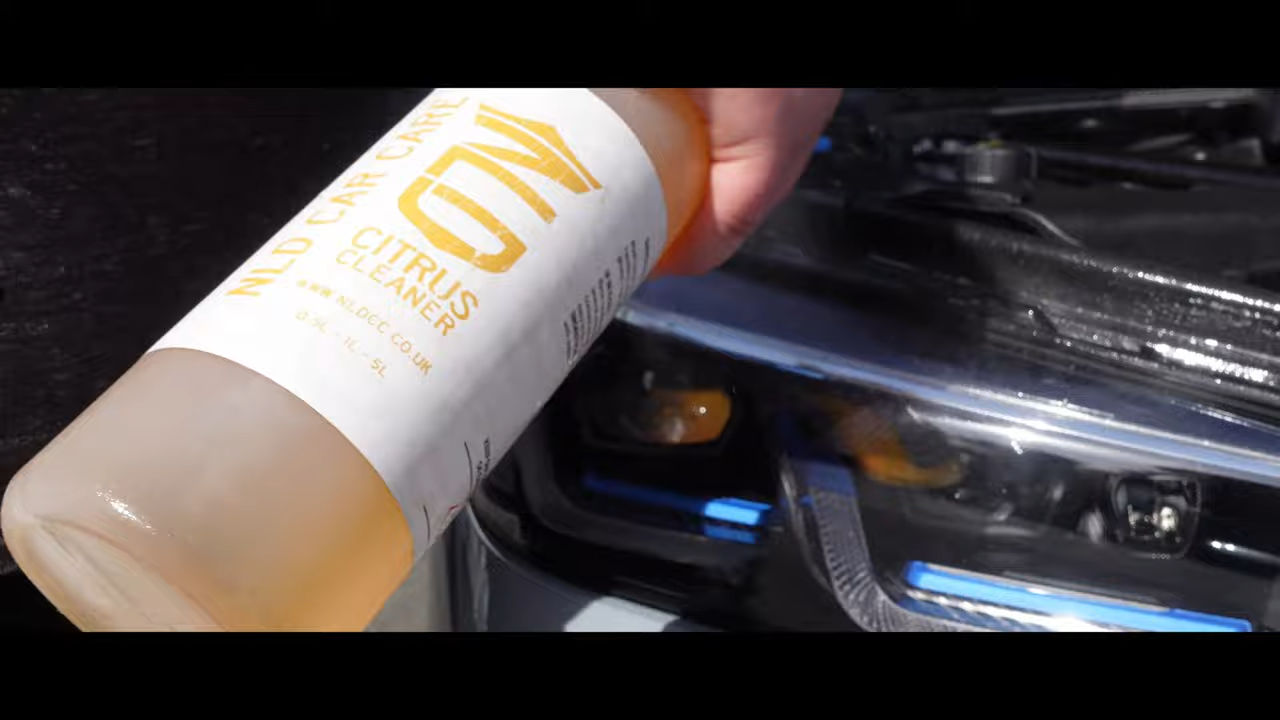 NLD CAR CARE
CITRUS
CLEANER
WWW.NLDCC.CO.UK
0.5L - 1L - 5L